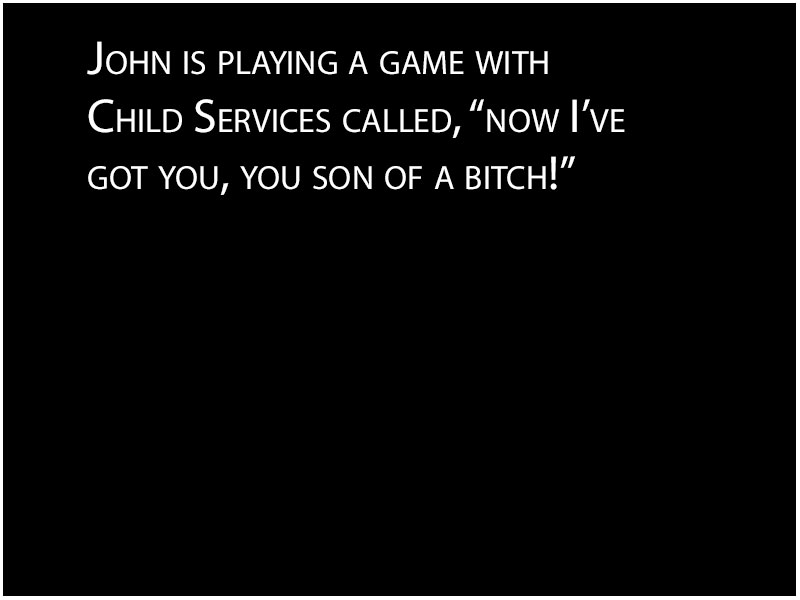 John is playing a game with
Child Services called, “now I’ve
got you, you son of a bitch!”